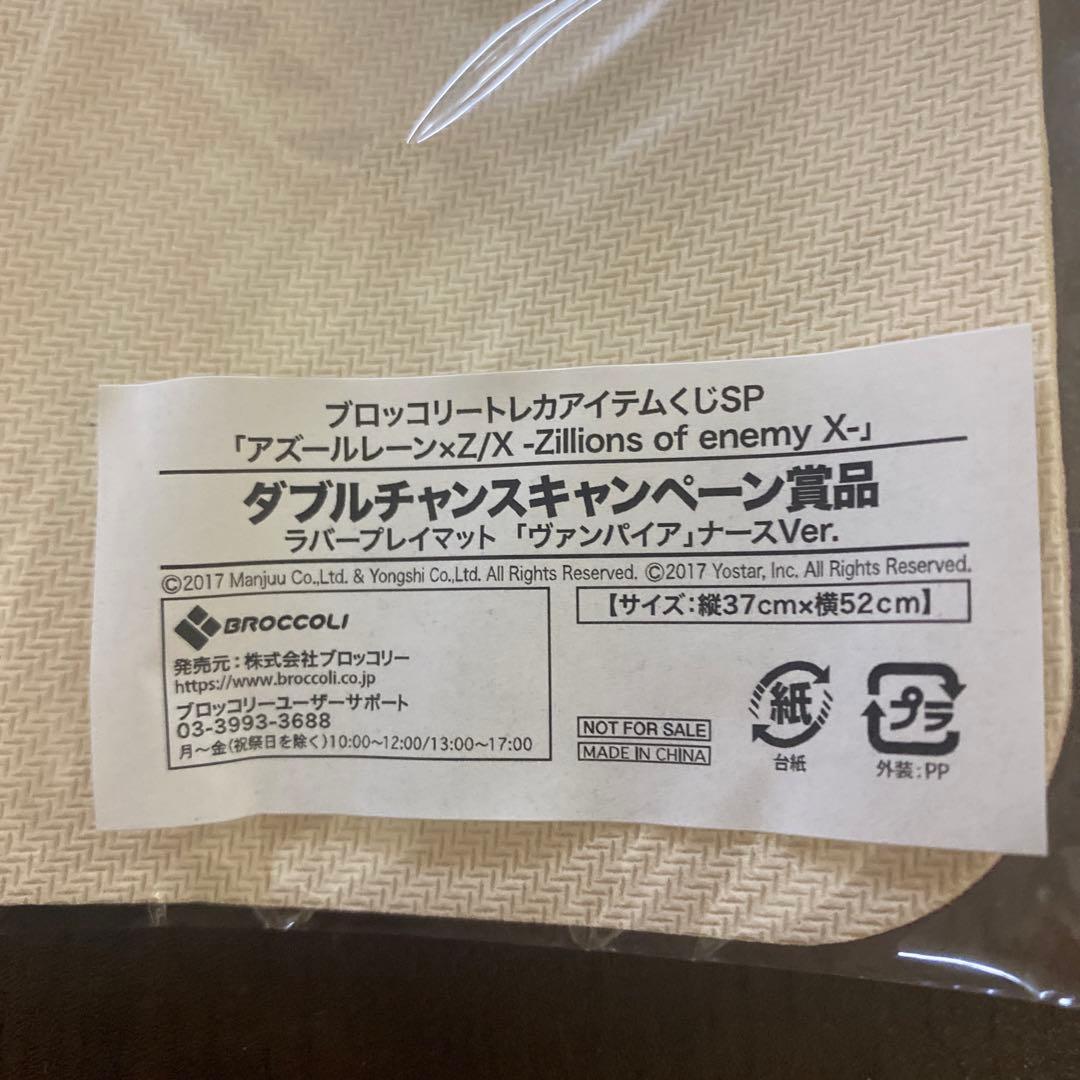 ブロッコリートレカアイテムくじSP
「アズールレーン×Z/X -Zillions of enemy X-」
ダブルチャンスキャンペーン賞品
ラバープレイマット「ヴァンパイア」ナースVer.
©2017 Manjuu Co.,Ltd. & Yongshi Co.,Ltd. All Rights Reserved. ©2017 Yostar, Inc. All Rights Reserved.
BROCCOLI
発売元：株式会社ブロッコリー
https://www.broccoli.co.jp
ブロッコリーユーザーサポート
03-3993-3688
月～金(祝祭日を除く)10:00～12:00/13:00～17:00
【サイズ：縦37cm×横52cm】
NOT FOR SALE
MADE IN CHINA
紙
台紙
プラ
外装：PP